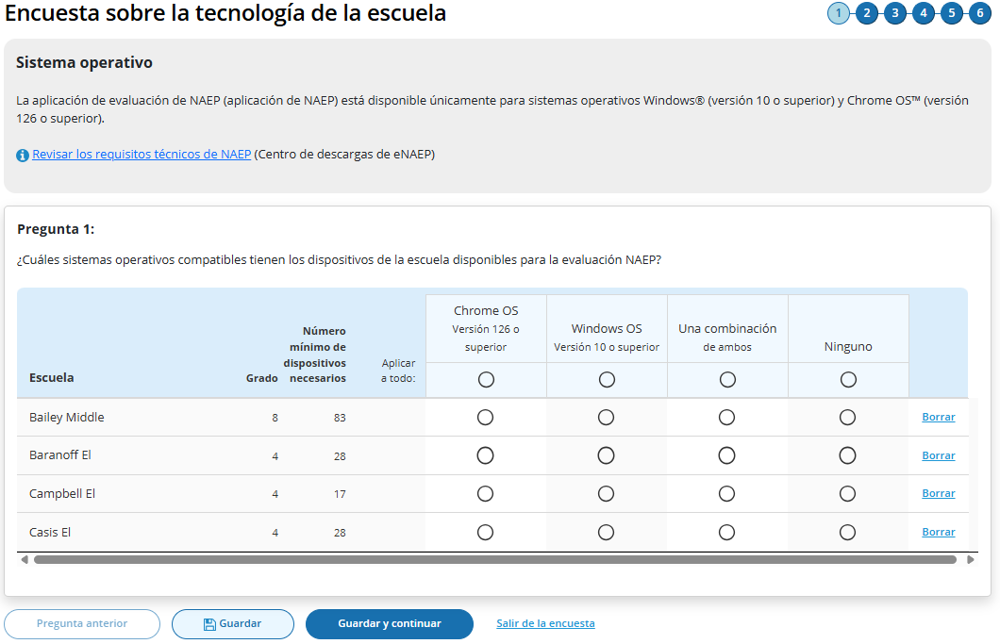 Encuesta sobre la tecnología de la escuela
1 2 3 4 5 6
Sistema operativo
La aplicación de evaluación de NAEP (aplicación de NAEP) está disponible únicamente para sistemas operativos Windows® (versión 10 o superior) y Chrome OS™ (versión
126 o superior).
Revisar los requisitos técnicos de NAEP (Centro de descargas de eNAEP)
Pregunta 1:
¿Cuáles sistemas operativos compatibles tienen los dispositivos de la escuela disponibles para la evaluación NAEP?
Escuela
Grado
Número
mínimo de
dispositivos
necesarios
Aplicar
a todo:
Chrome OS
Versión 126 o
superior
Windows OS
Versión 10 o superior
Una combinación
de ambos
Ninguno
Bailey Middle 8 83 Borrar
Baranoff El 4 28 Borrar
Campbell El 4 17 Borrar
Casis El 4 28 Borrar
Pregunta anterior Guardar Guardar y continuar Salir de la encuesta